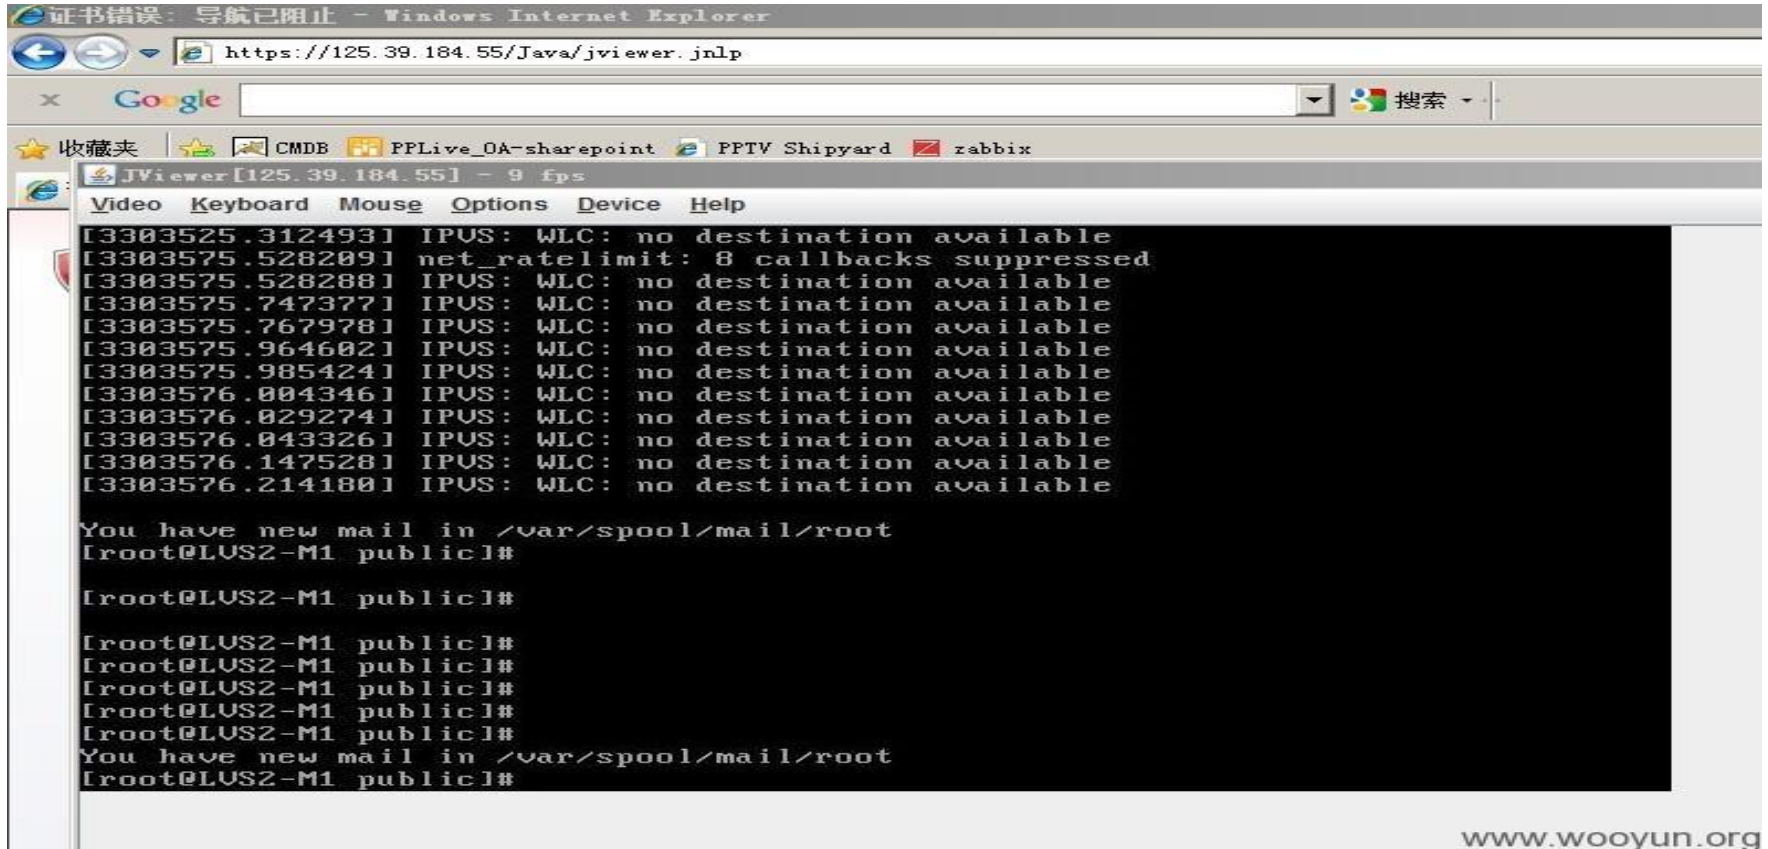 证书错误: 导航已阻止 - Windows Internet Explorer
https://125.39.184.55/Java/jviewer.jnlp
x Google 搜索
收藏夹 CMDB PPLive_OA-sharepoint PPTV Shipyard zabbix
JViewer[125.39.184.55] - 9 fps
Video Keyboard Mouse Options Device Help
[3303525.312493] IPVS: WLC: no destination available
[3303575.528209] net_ratelimit: 8 callbacks suppressed
[3303575.528288] IPVS: WLC: no destination available
[3303575.747377] IPVS: WLC: no destination available
[3303575.767978] IPVS: WLC: no destination available
[3303575.964602] IPVS: WLC: no destination available
[3303575.985424] IPVS: WLC: no destination available
[3303576.004346] IPVS: WLC: no destination available
[3303576.029274] IPVS: WLC: no destination available
[3303576.043326] IPVS: WLC: no destination available
[3303576.147528] IPVS: WLC: no destination available
[3303576.214180] IPVS: WLC: no destination available
You have new mail in /var/spool/mail/root
[root@LVS2-M1 public]#
[root@LVS2-M1 public]#
[root@LVS2-M1 public]#
[root@LVS2-M1 public]#
[root@LVS2-M1 public]#
[root@LVS2-M1 public]#
[root@LVS2-M1 public]#
You have new mail in /var/spool/mail/root
[root@LVS2-M1 public]#
www.wooyun.org